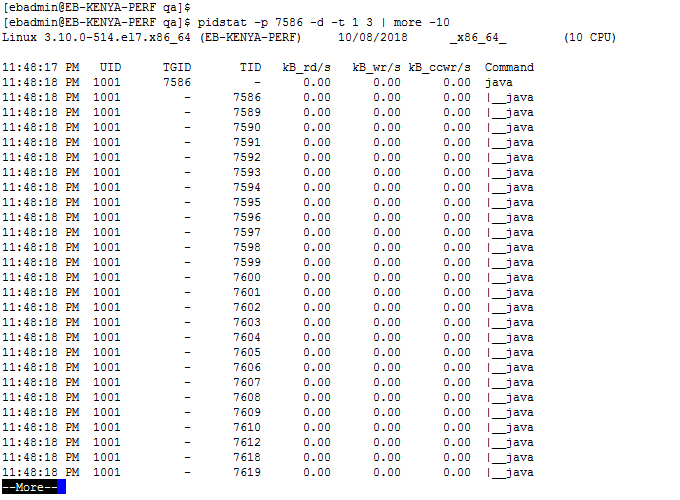 [ebadmin@EB-KENYA-PERF qa]$
[ebadmin@EB-KENYA-PERF qa]$ pidstat -p 7586 -d -t 1 3 | more -10
Linux 3.10.0-514.el7.x86_64 (EB-KENYA-PERF) 10/08/2018 _x86_64_ (10 CPU)

11:48:17 PM UID TGID TID kB_rd/s kB_wr/s kB_ccwr/s Command
11:48:18 PM 1001 7586 - 0.00 0.00 0.00 java
11:48:18 PM 1001 - 7586 0.00 0.00 0.00 |__java
11:48:18 PM 1001 - 7589 0.00 0.00 0.00 |__java
11:48:18 PM 1001 - 7590 0.00 0.00 0.00 |__java
11:48:18 PM 1001 - 7591 0.00 0.00 0.00 |__java
11:48:18 PM 1001 - 7592 0.00 0.00 0.00 |__java
11:48:18 PM 1001 - 7593 0.00 0.00 0.00 |__java
11:48:18 PM 1001 - 7594 0.00 0.00 0.00 |__java
11:48:18 PM 1001 - 7595 0.00 0.00 0.00 |__java
11:48:18 PM 1001 - 7596 0.00 0.00 0.00 |__java
11:48:18 PM 1001 - 7597 0.00 0.00 0.00 |__java
11:48:18 PM 1001 - 7598 0.00 0.00 0.00 |__java
11:48:18 PM 1001 - 7599 0.00 0.00 0.00 |__java
11:48:18 PM 1001 - 7600 0.00 0.00 0.00 |__java
11:48:18 PM 1001 - 7601 0.00 0.00 0.00 |__java
11:48:18 PM 1001 - 7602 0.00 0.00 0.00 |__java
11:48:18 PM 1001 - 7603 0.00 0.00 0.00 |__java
11:48:18 PM 1001 - 7604 0.00 0.00 0.00 |__java
11:48:18 PM 1001 - 7605 0.00 0.00 0.00 |__java
11:48:18 PM 1001 - 7606 0.00 0.00 0.00 |__java
11:48:18 PM 1001 - 7607 0.00 0.00 0.00 |__java
11:48:18 PM 1001 - 7608 0.00 0.00 0.00 |__java
11:48:18 PM 1001 - 7609 0.00 0.00 0.00 |__java
11:48:18 PM 1001 - 7610 0.00 0.00 0.00 |__java
11:48:18 PM 1001 - 7612 0.00 0.00 0.00 |__java
11:48:18 PM 1001 - 7618 0.00 0.00 0.00 |__java
11:48:18 PM 1001 - 7619 0.00 0.00 0.00 |__java
--More--